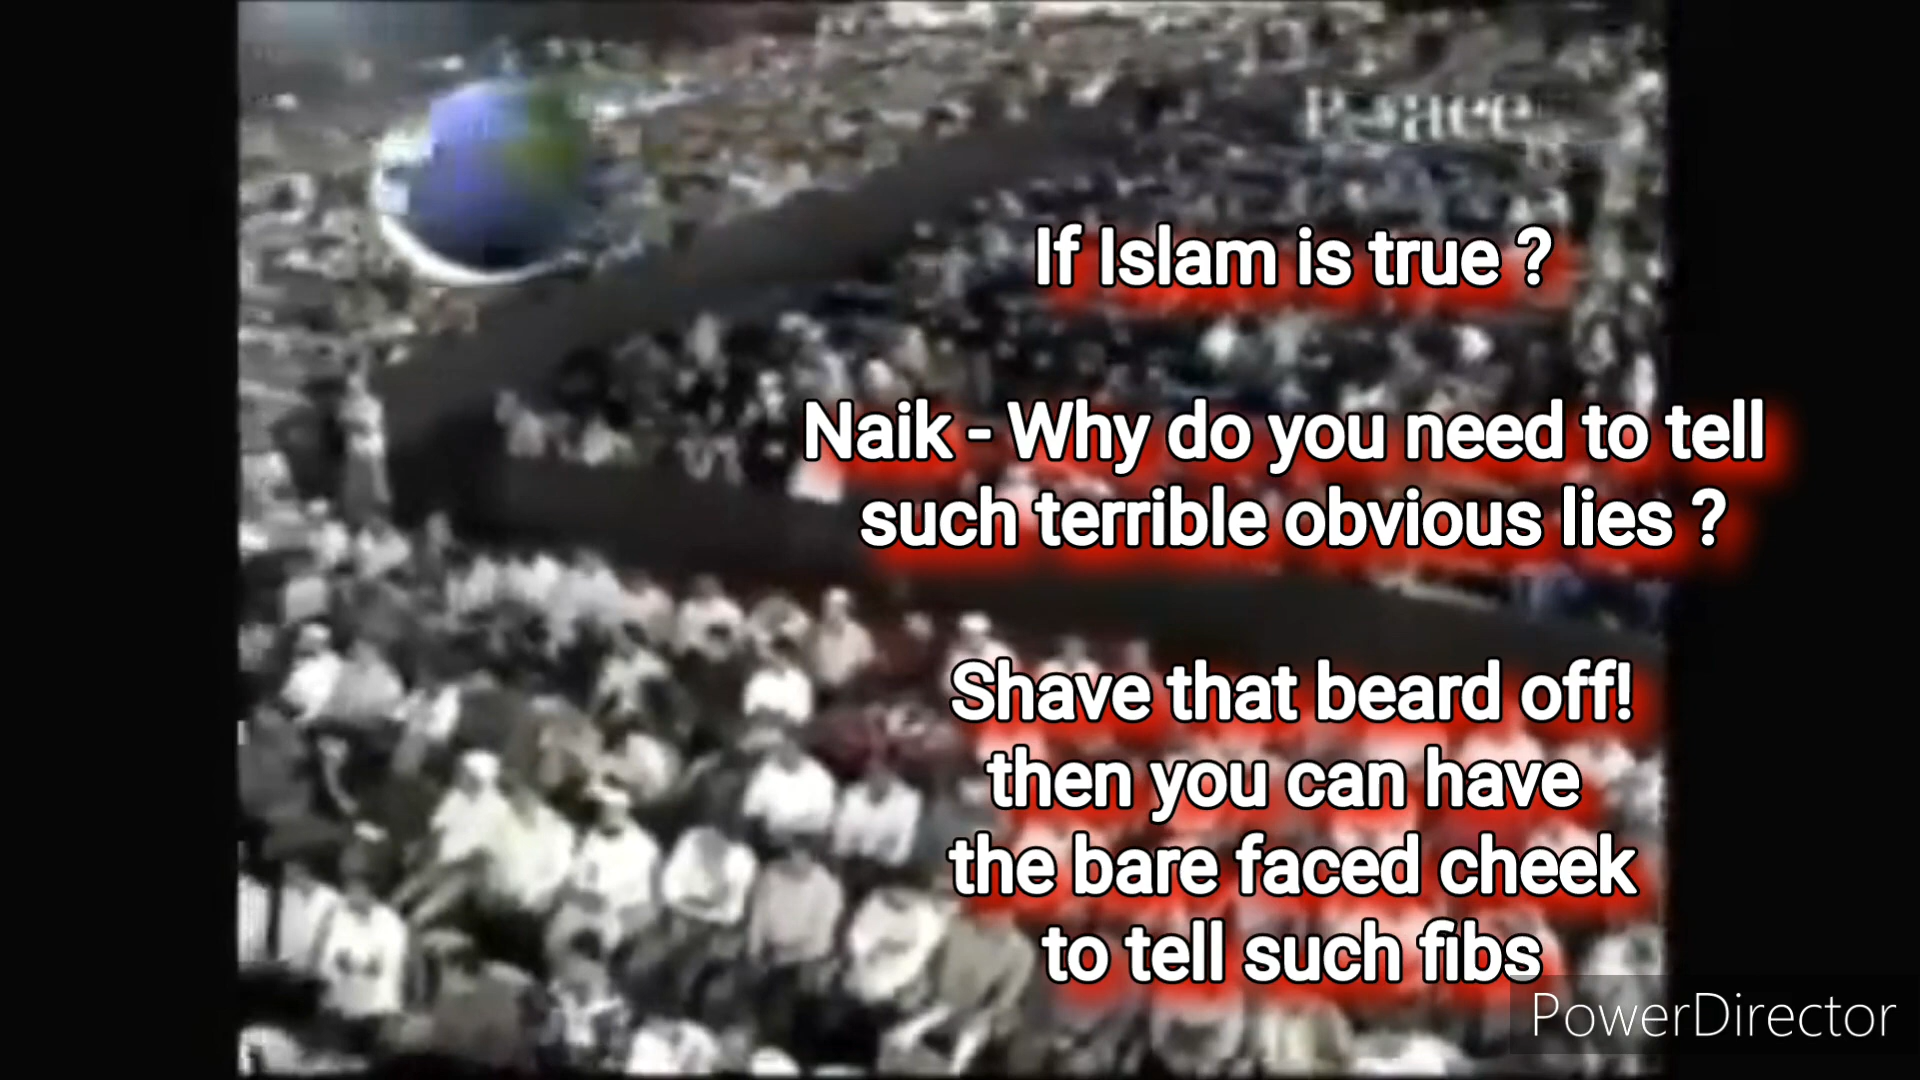 Peace
If Islam is true ?
Naik - Why do you need to tell
such terrible obvious lies ?
Shave that beard off!
then you can have
the bare faced cheek
to tell such fibs
PowerDirector